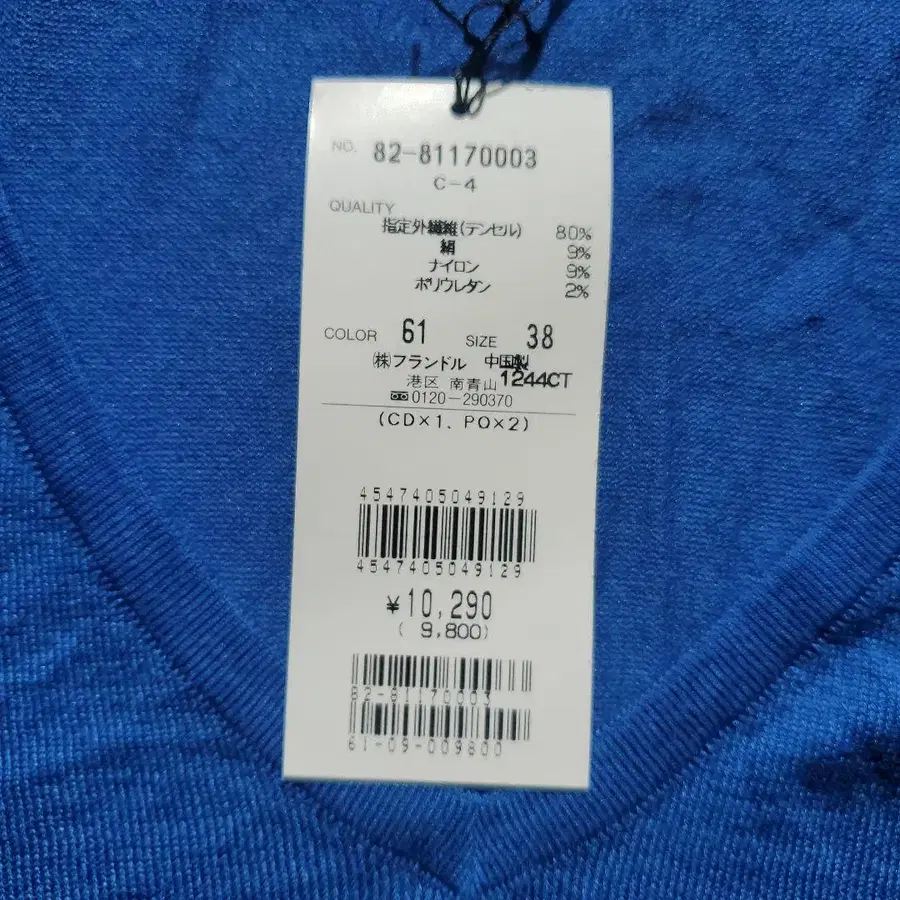 NO. 82-81170003
C-4
QUALITY
指定外繊維(テンセル) 80%
絹 9%
ナイロン 9%
ポリウレタン 2%
COLOR 61 SIZE 38
㈱フランドル 中国製
港区 南青山 1244CT
0120-290370
(CD×1、PO×2)
4547405049129
4547405049129
¥10,290
( 9,800)
82-81170003
61-09-009800